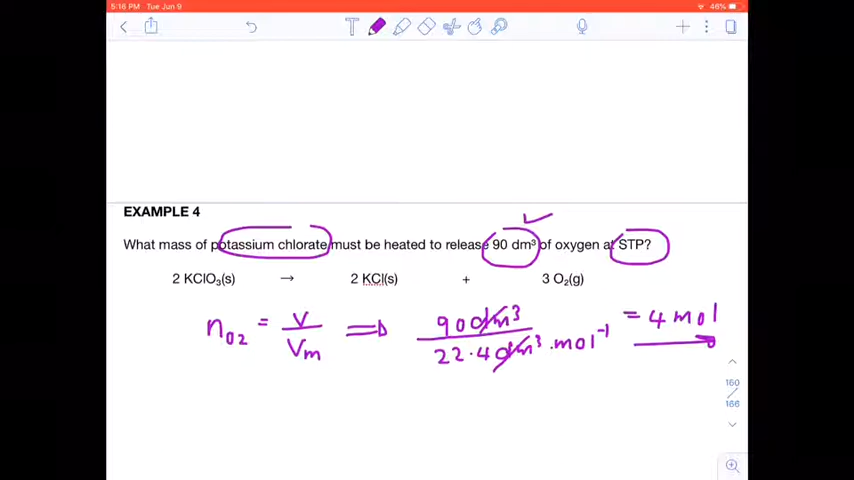 5:16 PM Tue Jun 9 46%
EXAMPLE 4
What mass of potassium chlorate must be heated to release 90 dm³ of oxygen at STP?
2 KClO₃(s) → 2 KCl(s) + 3 O₂(g)
n O₂ = V / Vm ⇒ 90 dm³ / 22.4 dm³ . mol⁻¹ = 4 mol
160
166